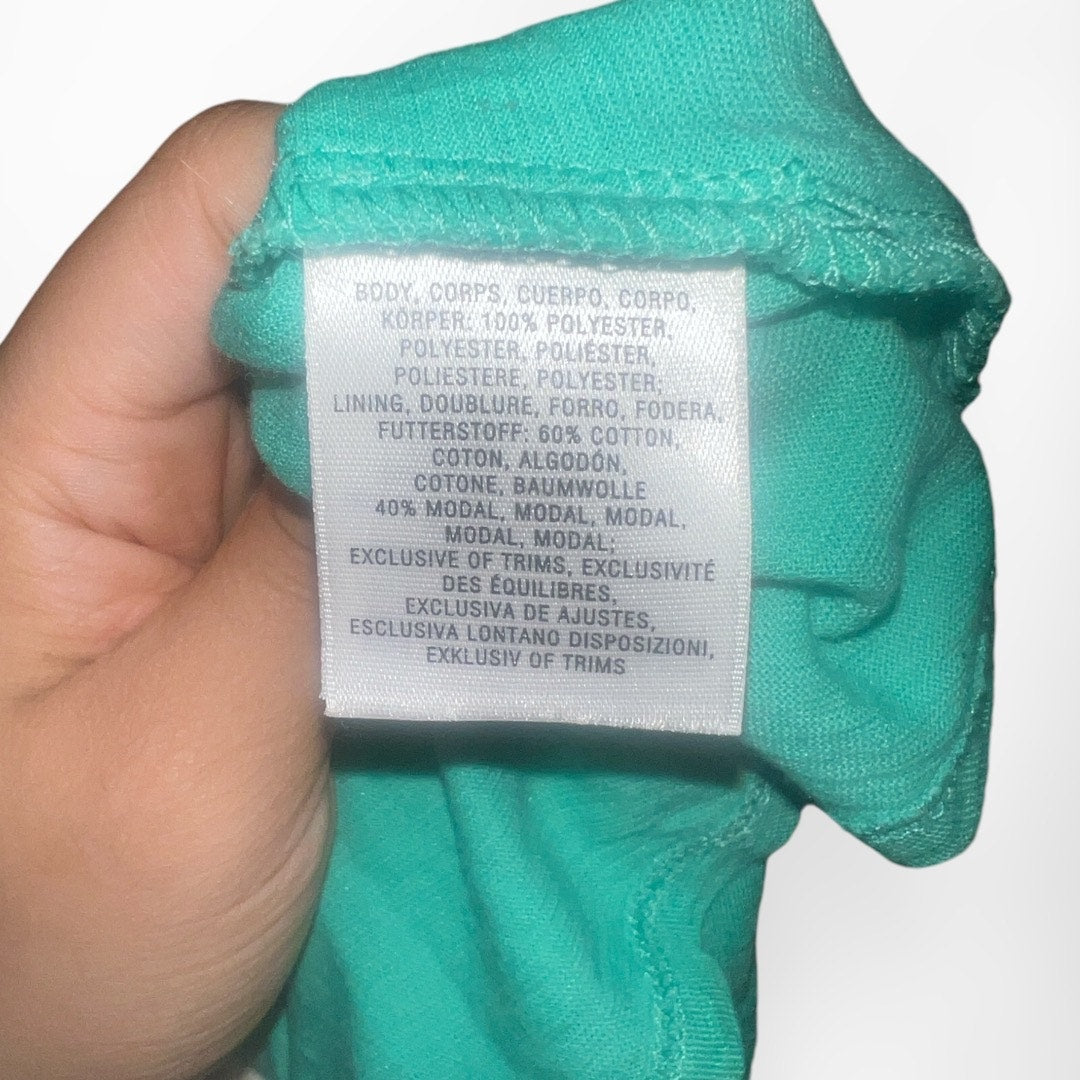 BODY, CORPS, CUERPO, CORPO,
KÖRPER: 100% POLYESTER,
POLYESTER, POLIÉSTER,
POLIESTERE, POLYESTER;
LINING, DOUBLURE, FORRO, FODERA,
FUTTERSTOFF: 60% COTTON,
COTON, ALGODÓN,
COTONE, BAUMWOLLE
40% MODAL, MODAL, MODAL,
MODAL, MODAL;
EXCLUSIVE OF TRIMS, EXCLUSIVITÉ
DES ÉQUILIBRES,
EXCLUSIVA DE AJUSTES,
ESCLUSIVA LONTANO DISPOSIZIONI,
EXKLUSIV OF TRIMS